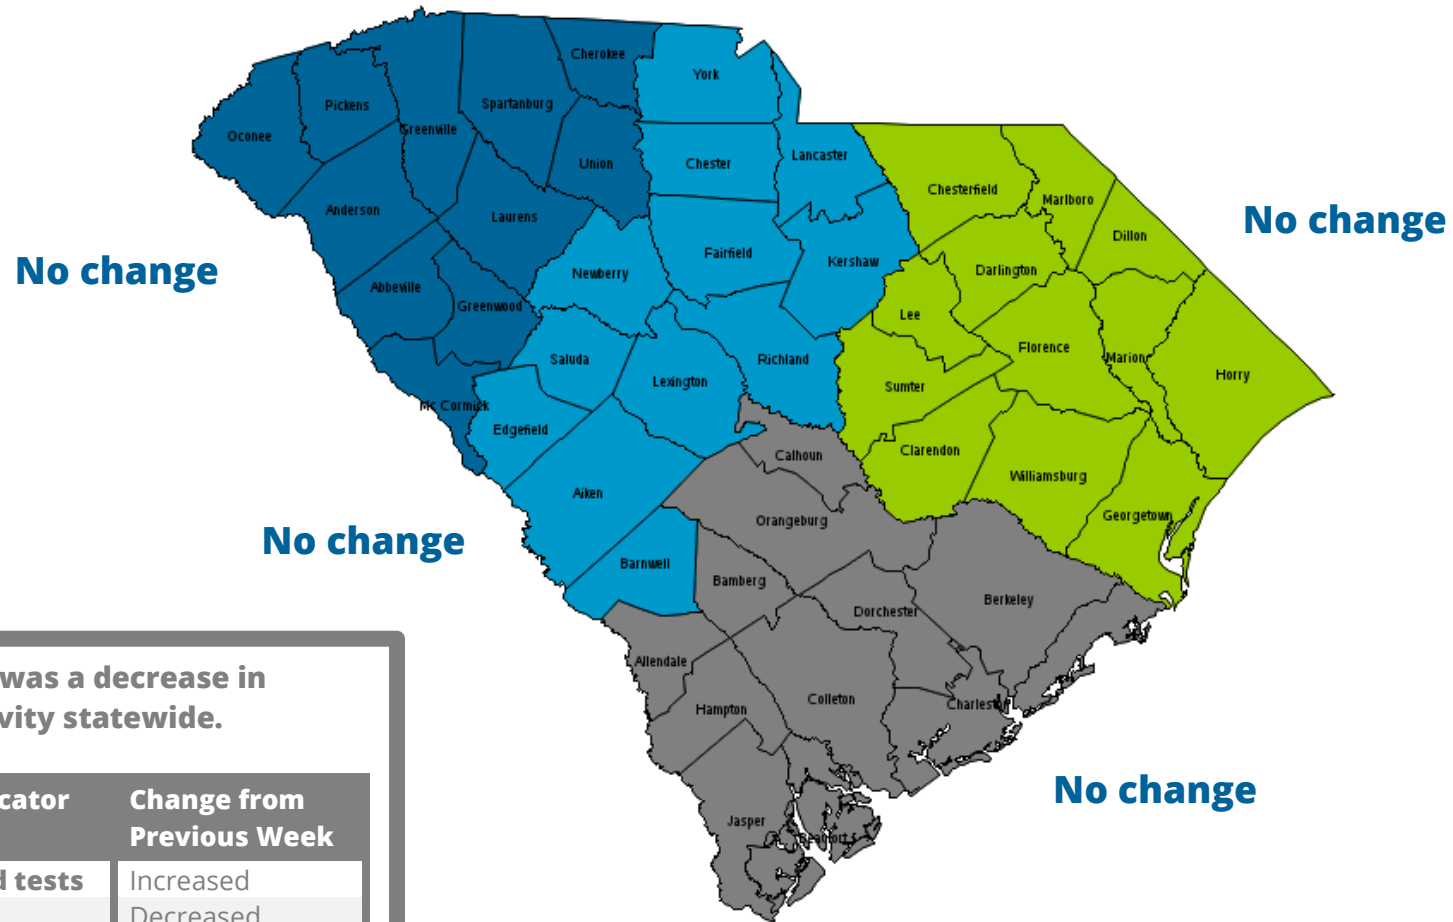 Cherokee
York
Pickens
Spartanburg
Greenville
Oconee
Union
Chester
Lancaster
Chesterfield
Marlboro
No change
Anderson
Laurens
Dillon
No change
Newberry
Fairfield
Kershaw
Darlington
Abbeville
Greenwood
Lee
Saluda
Richland
Florence
Marion
Lexington
Sumter
Horry
Mc Cormick
Edgefield
Calhoun
Clarendon
Williamsburg
Aiken
Orangeburg
Georgetown
No change
Barnwell
Bamberg
Dorchester
Berkeley
Allendale
Hampton
Colleton
Charleston
No change
Jasper
Beaufort
was a decrease in
vity statewide.
cator
Change from
Previous Week
d tests
Increased
Decreased